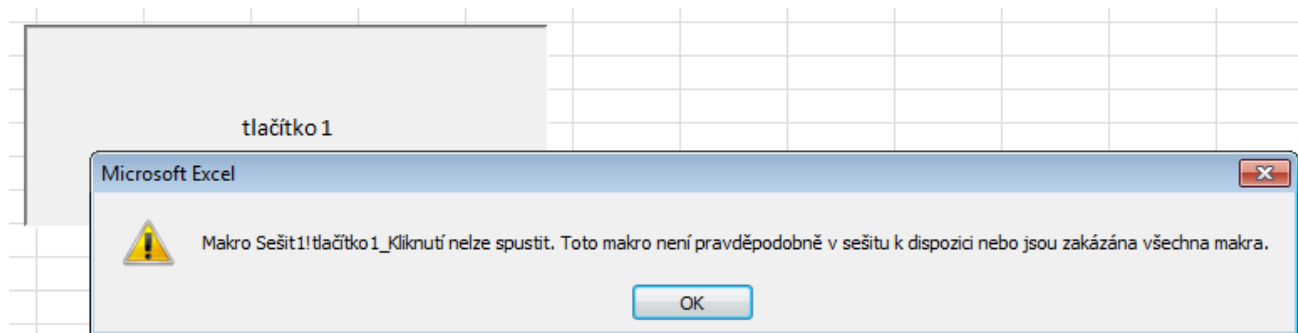 tlačítko 1
Microsoft Excel
Makro Sešit1!tlačítko1_Kliknutí nelze spustit. Toto makro není pravděpodobně v sešitu k dispozici nebo jsou zakázána všechna makra.
OK